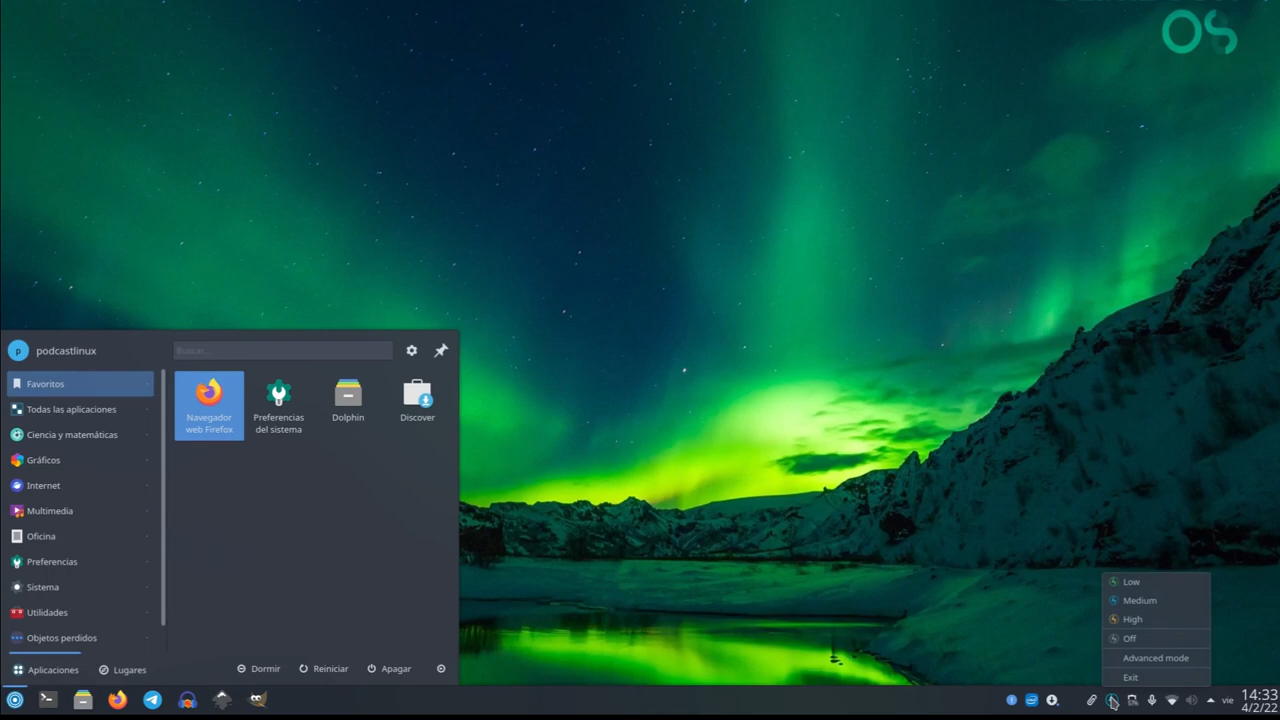 OS
p
podcastlinux
Buscar...
Favoritos
Todas las aplicaciones
Ciencia y matemáticas
Gráficos
Internet
Multimedia
Oficina
Preferencias
Sistema
Utilidades
Objetos perdidos
Navegador
web Firefox
Preferencias
del sistema
Dolphin
Discover
Aplicaciones
Lugares
Dormir
Reiniciar
Apagar
Low
Medium
High
Off
Advanced mode
Exit
vie
14:33
4/2/22